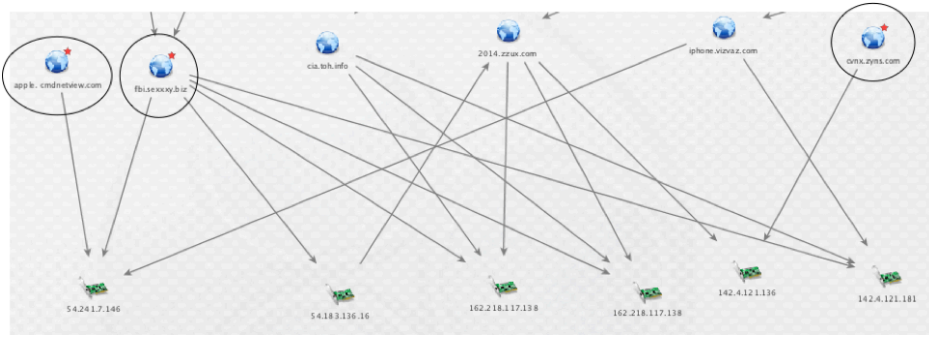 apple. cmdnetview.com
fbi.sexxxy.biz
cia.toh.info
2014.zzux.com
iphone.vizvaz.com
cvnx.zyns.com
54.241.7.146
54.183.136.16
162.218.117.138
162.218.117.138
142.4.121.136
142.4.121.181